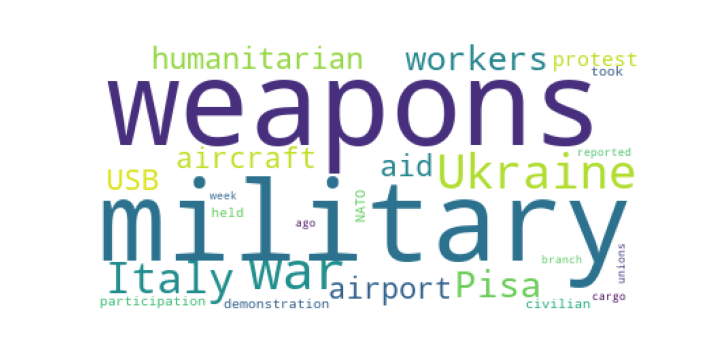 humanitarian
workers
protest
took
weapons
aircraft
aid
Ukraine
reported
USB
week
held
ago
NATO
military
Italy
war
airport
Pisa
branch
unions
participation
demonstration
civilian
cargo